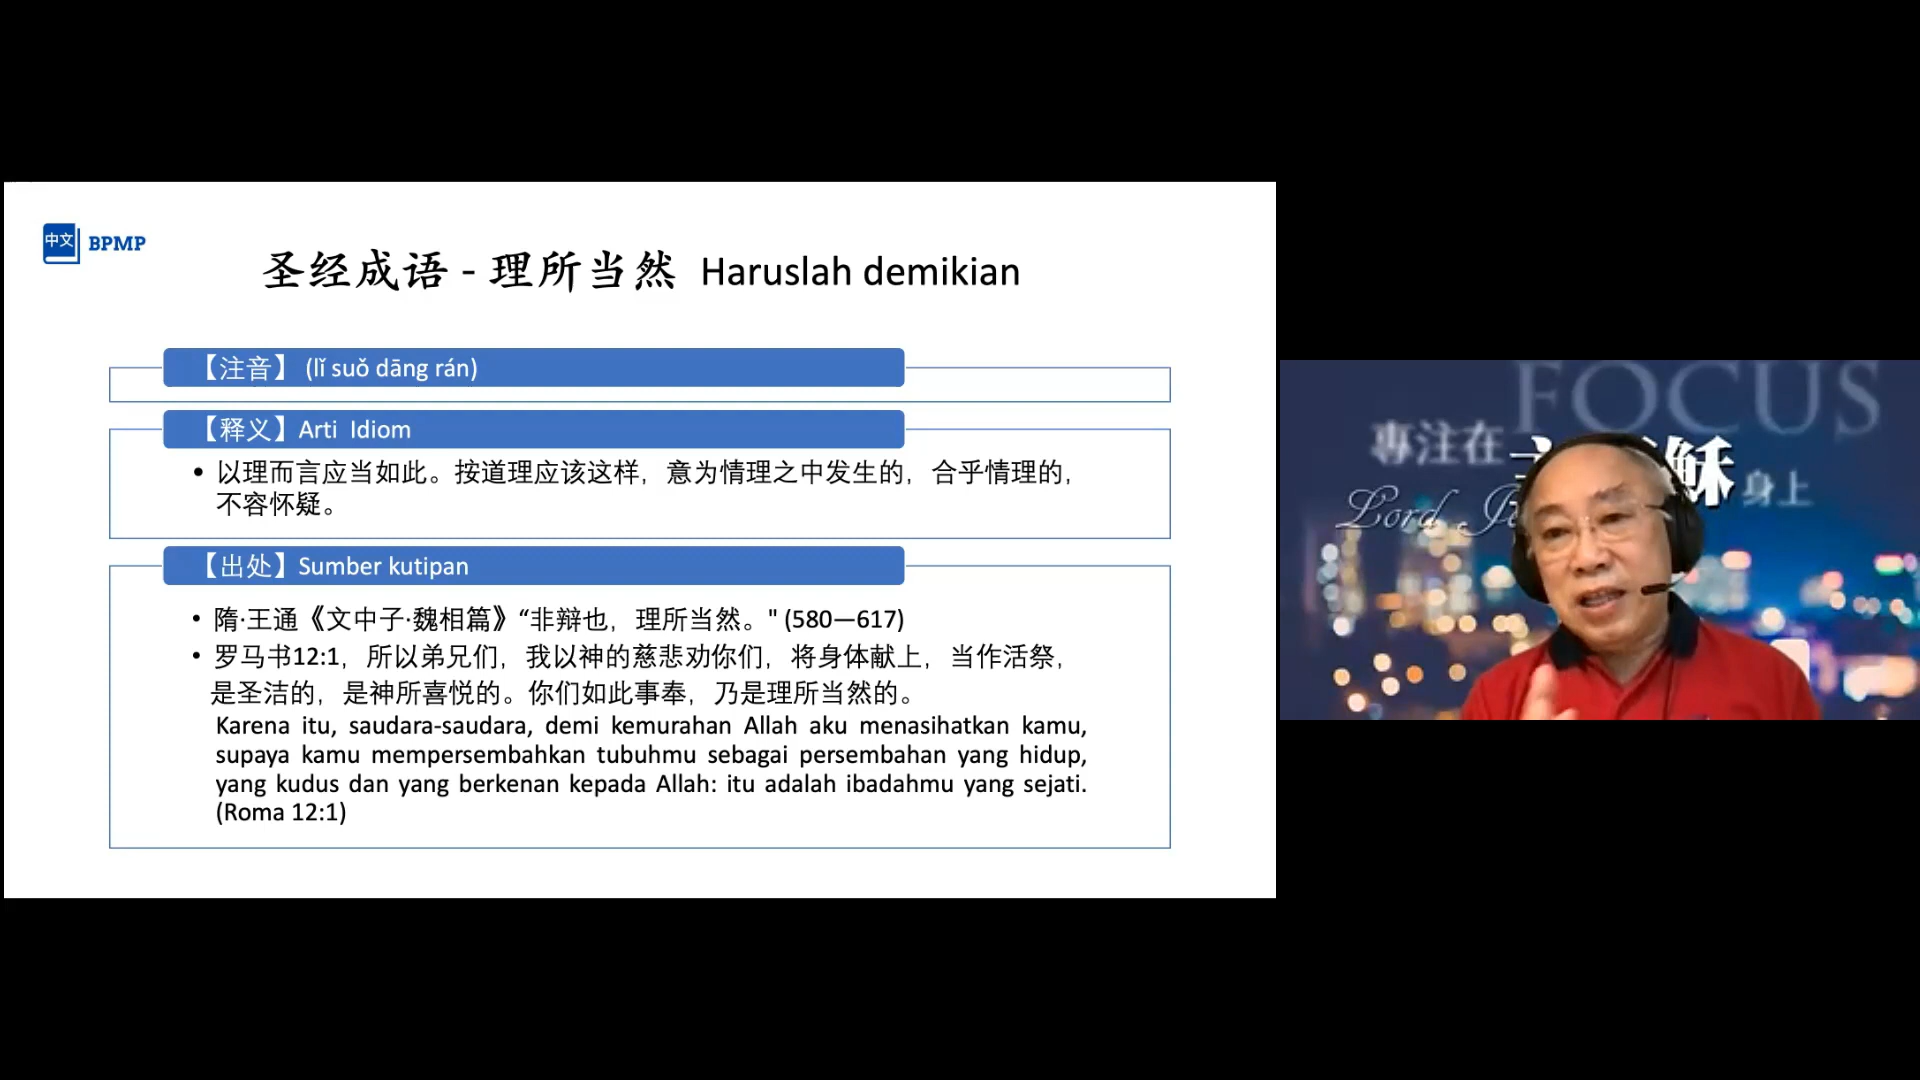 中文 BPMP
圣经成语 - 理所当然 Haruslah demikian
【注音】 (lǐ suǒ dāng rán)
【释义】Arti Idiom
• 以理而言应当如此。按道理应该这样，意为情理之中发生的，合乎情理的，
不容怀疑。
【出处】Sumber kutipan
• 隋·王通《文中子·魏相篇》“非辩也，理所当然。" (580—617)
• 罗马书12:1，所以弟兄们，我以神的慈悲劝你们，将身体献上，当作活祭，
是圣洁的，是神所喜悦的。你们如此事奉，乃是理所当然的。
Karena itu, saudara-saudara, demi kemurahan Allah aku menasihatkan kamu,
supaya kamu mempersembahkan tubuhmu sebagai persembahan yang hidup,
yang kudus dan yang berkenan kepada Allah: itu adalah ibadahmu yang sejati.
(Roma 12:1)
FOCUS
專注在主 穌身上
Lord Je